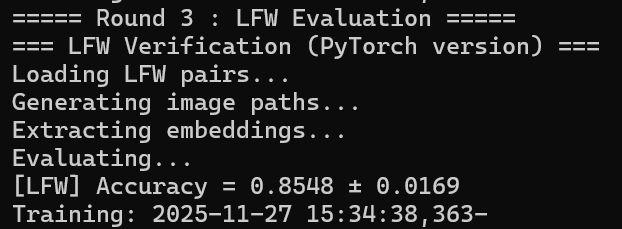 ===== Round 3 : LFW Evaluation =====
=== LFW Verification (PyTorch version) ===
Loading LFW pairs...
Generating image paths...
Extracting embeddings...
Evaluating...
[LFW] Accuracy = 0.8548 ± 0.0169
Training: 2025-11-27 15:34:38,363-